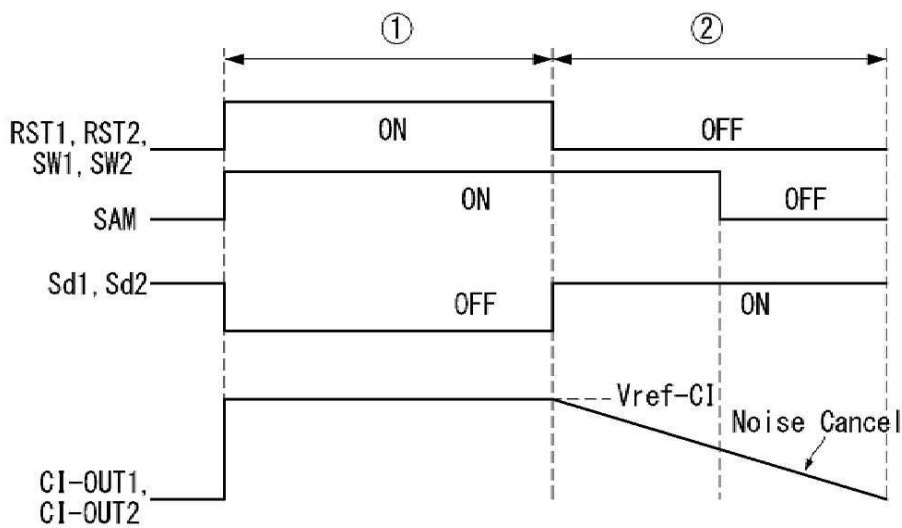 ① ②
RST1, RST2,
SW1, SW2
ON OFF
SAM
ON OFF
Sd1, Sd2
OFF ON
Vref-CI
Noise Cancel
CI-OUT1,
CI-OUT2